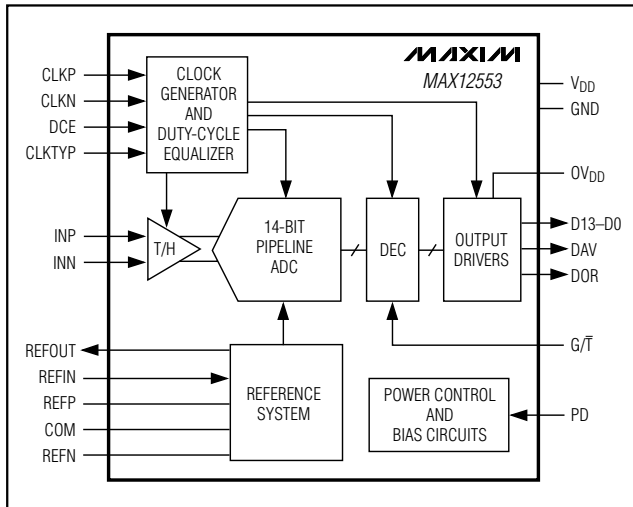 MAXIM
MAX12553
CLKP
CLKN
DCE
CLKTYP
CLOCK
GENERATOR
AND
DUTY-CYCLE
EQUALIZER
VDD
GND
OVDD
INP
INN
T/H
14-BIT
PIPELINE
ADC
DEC
OUTPUT
DRIVERS
D13–D0
DAV
DOR
G/T̅
REFOUT
REFIN
REFP
COM
REFN
REFERENCE
SYSTEM
POWER CONTROL
AND
BIAS CIRCUITS
PD